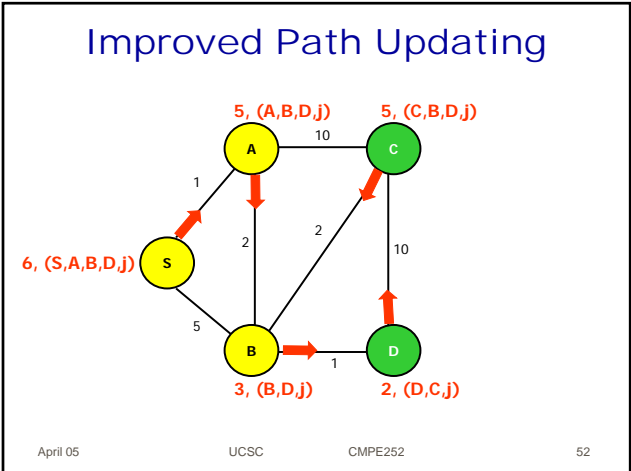 Improved Path Updating
5, (A,B,D,j)
5, (C,B,D,j)
10
A
C
1
2
2
10
6, (S,A,B,D,j)
S
5
B
1
D
3, (B,D,j)
2, (D,C,j)
April 05 UCSC CMPE252 52